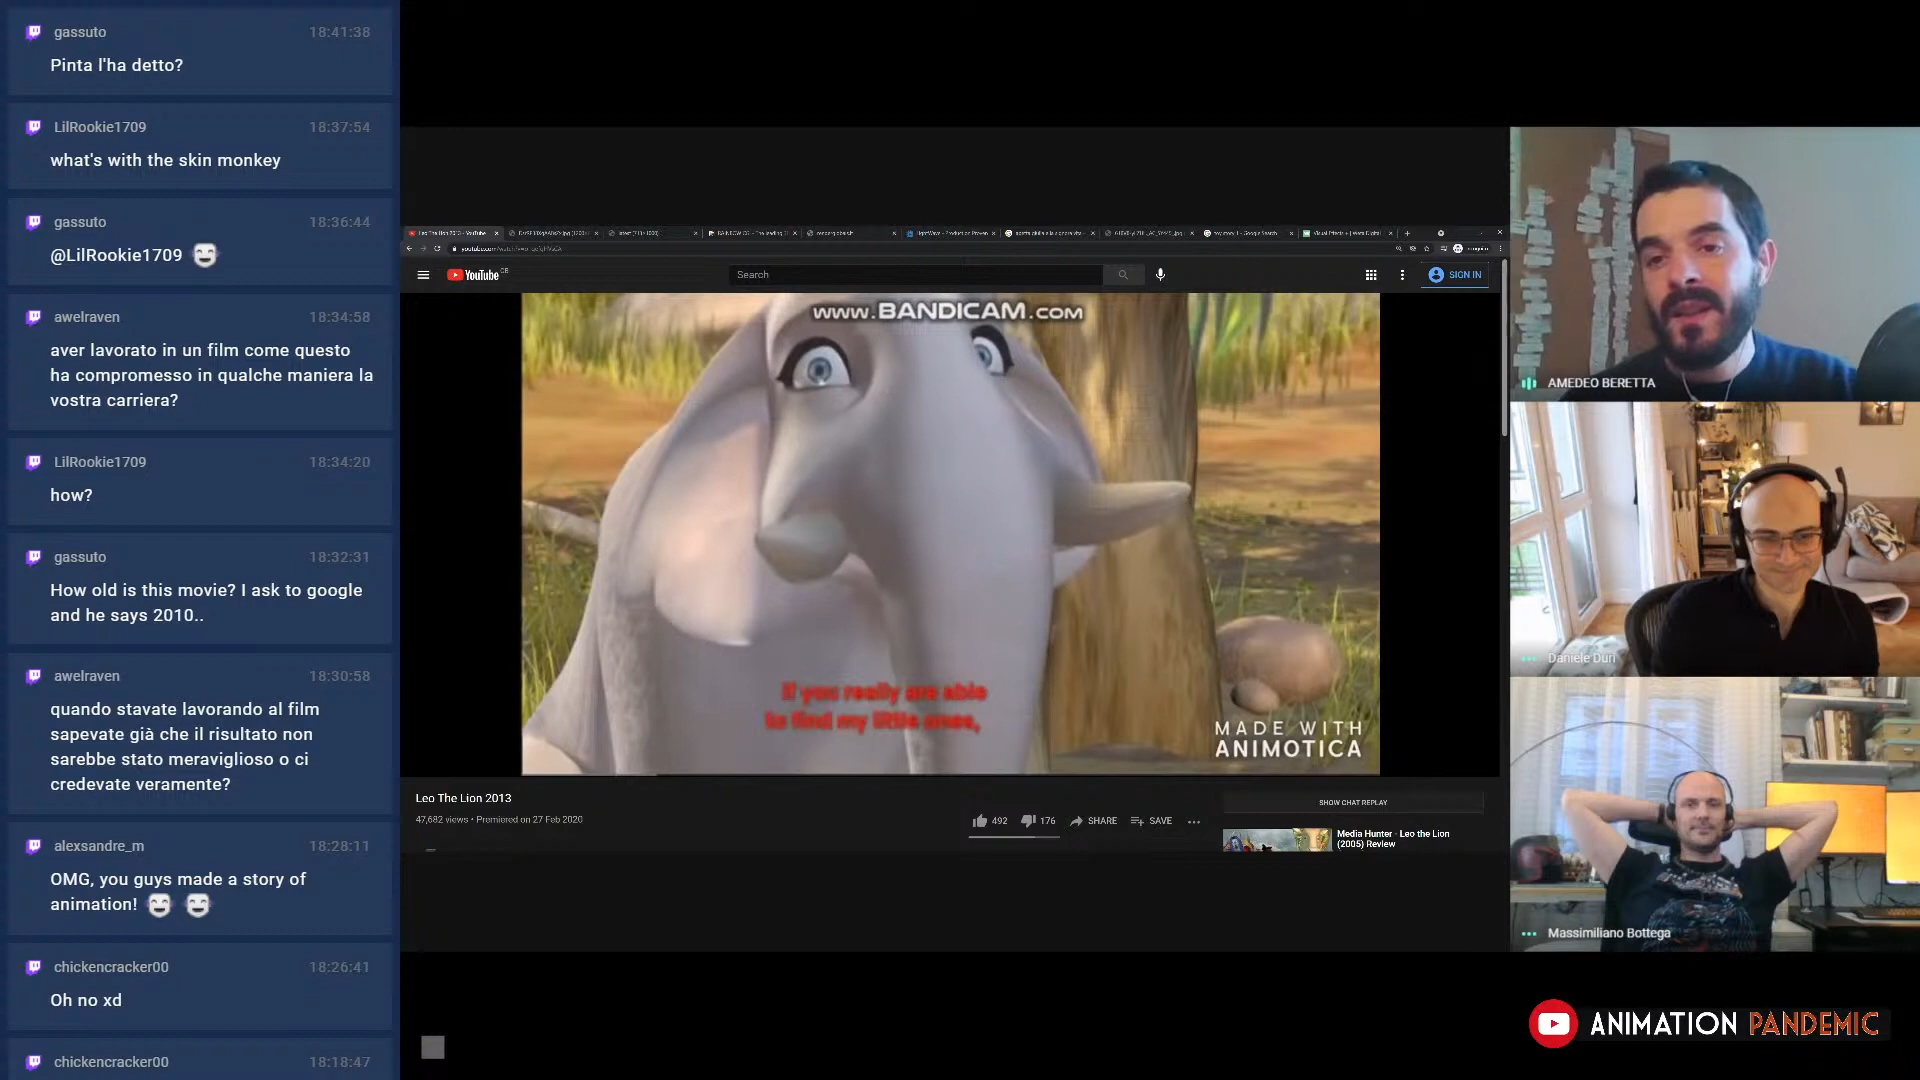 gassuto 18:41:38
Pinta l'ha detto?
LilRookie1709 18:37:54
what's with the skin monkey
gassuto 18:36:44
@LilRookie1709
awelraven 18:34:58
aver lavorato in un film come questo
ha compromesso in qualche maniera la
vostra carriera?
LilRookie1709 18:34:20
how?
gassuto 18:32:31
How old is this movie? I ask to google
and he says 2010..
awelraven 18:30:58
quando stavate lavorando al film
sapevate già che il risultato non
sarebbe stato meraviglioso o ci
credevate veramente?
alexsandre_m 18:28:11
OMG, you guys made a story of
animation!
chickencracker00 18:26:41
Oh no xd
chickencracker00 18:18:47
Leo The Lion 2013 - YouTube
YouTube GB
Search
SIGN IN
WWW.BANDICAM.COM
If you really are able
to find my little ones,
MADE WITH
ANIMOTICA
Leo The Lion 2013
47,682 views • Premiered on 27 Feb 2020
492 176 SHARE SAVE
SHOW CHAT REPLAY
Media Hunter - Leo the Lion
(2005) Review
AMEDEO BERETTA
Daniele Duri
Massimiliano Bottega
ANIMATION PANDEMIC